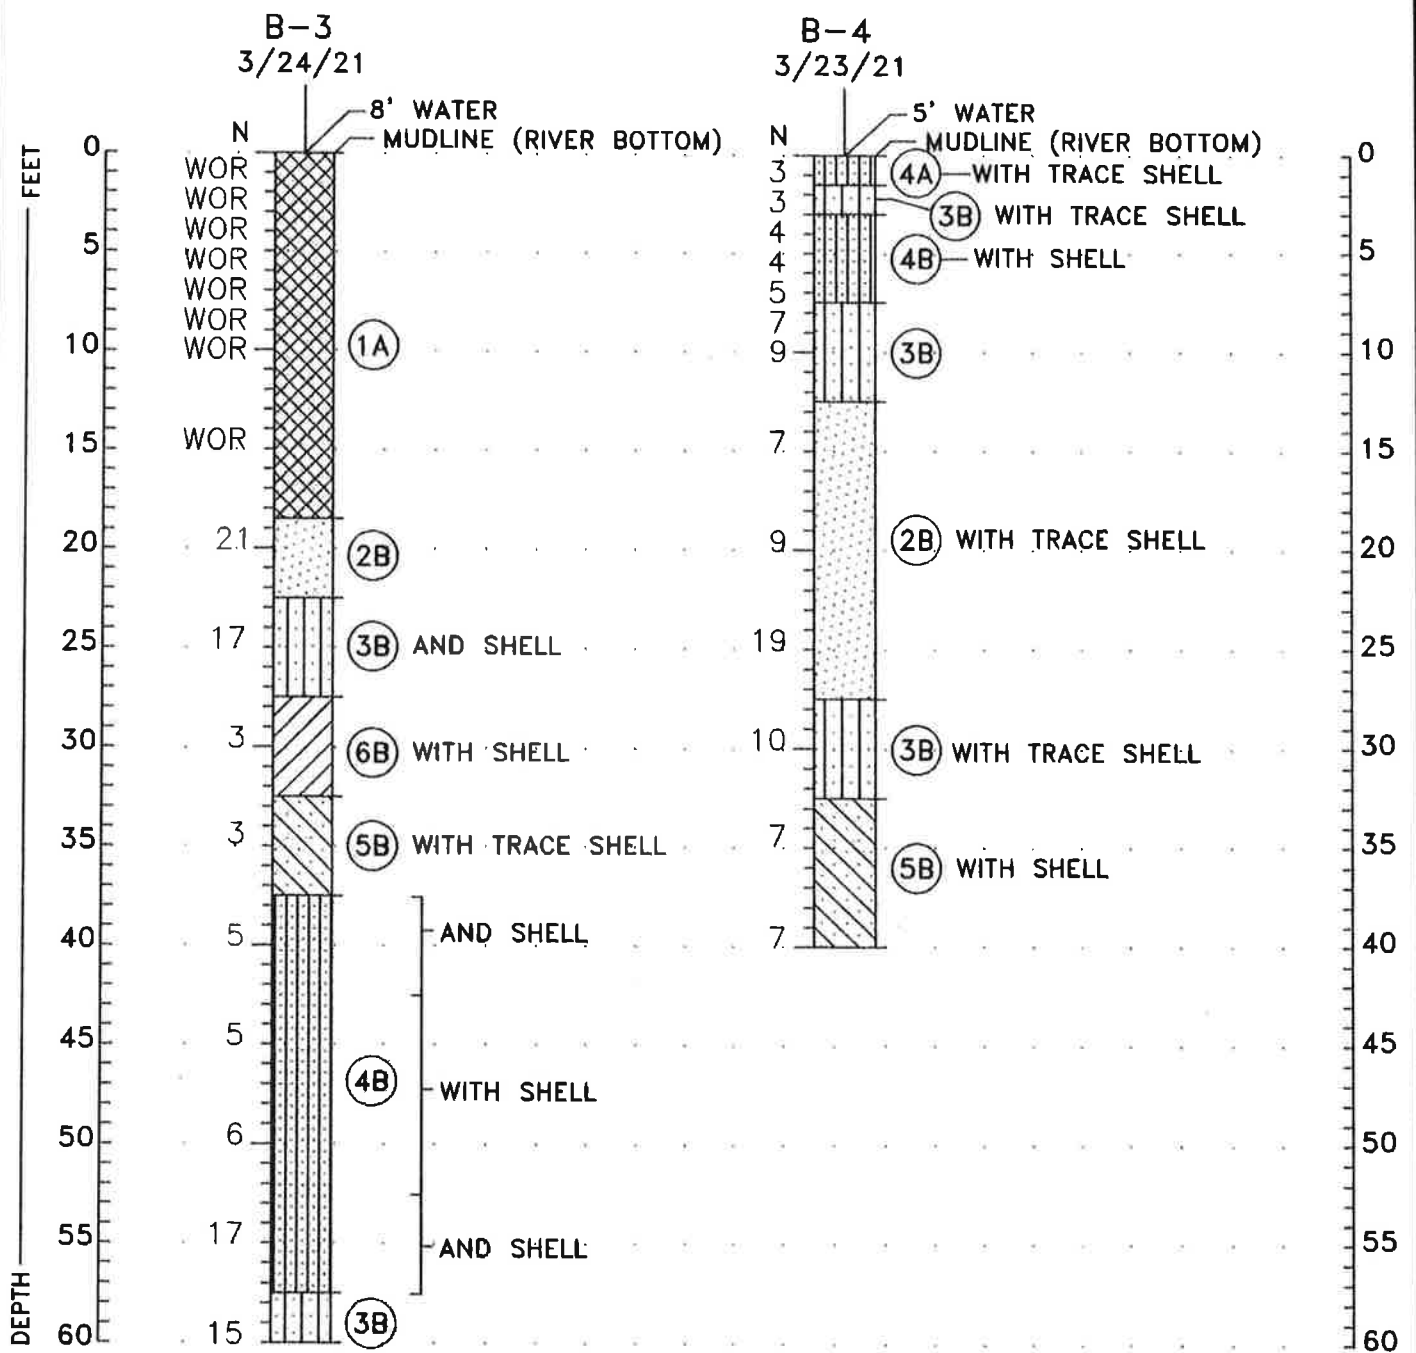 B-3
3/24/21
8' WATER
MUDLINE (RIVER BOTTOM)
N
WOR
WOR
WOR
WOR
WOR
WOR
WOR
WOR
21
17
3
3
5
5
6
17
15
1A
2B
3B AND SHELL
6B WITH SHELL
5B WITH TRACE SHELL
AND SHELL
4B
WITH SHELL
AND SHELL
3B
B-4
3/23/21
5' WATER
MUDLINE (RIVER BOTTOM)
N
3
3
4
4
5
7
9
7
9
19
10
7
7
4A WITH TRACE SHELL
3B WITH TRACE SHELL
4B WITH SHELL
3B
2B WITH TRACE SHELL
3B WITH TRACE SHELL
5B WITH SHELL
FEET
DEPTH
0
5
10
15
20
25
30
35
40
45
50
55
60
0
5
10
15
20
25
30
35
40
45
50
55
60